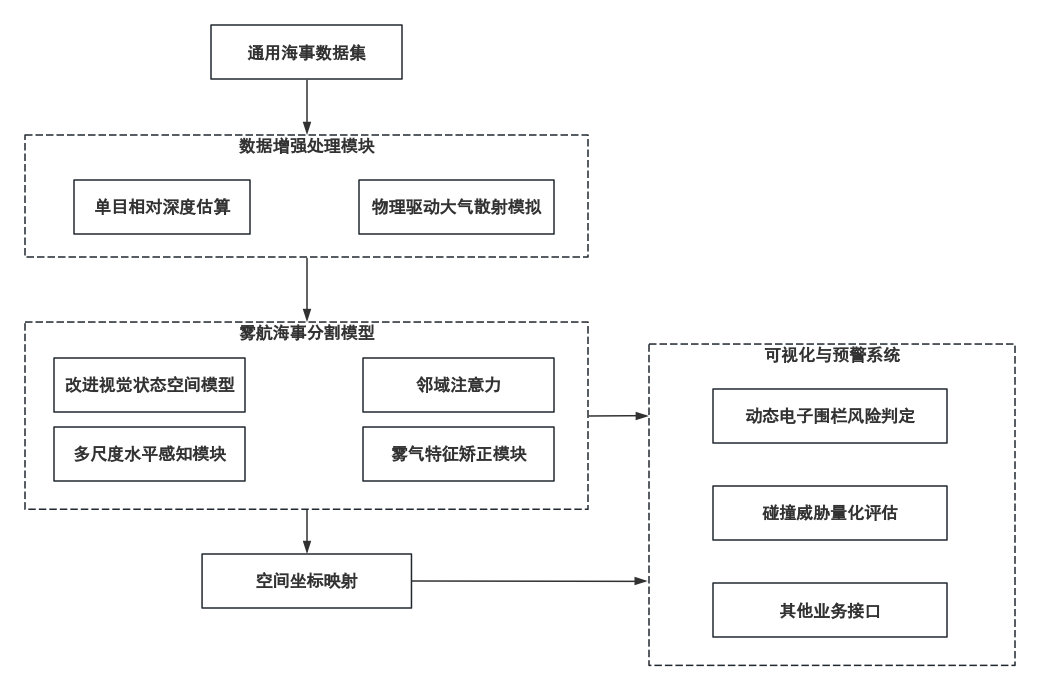 通用海事数据集
数据增强处理模块
单目相对深度估算
物理驱动大气散射模拟
雾航海事分割模型
改进视觉状态空间模型
邻域注意力
多尺度水平感知模块
雾气特征矫正模块
空间坐标映射
可视化与预警系统
动态电子围栏风险判定
碰撞威胁量化评估
其他业务接口